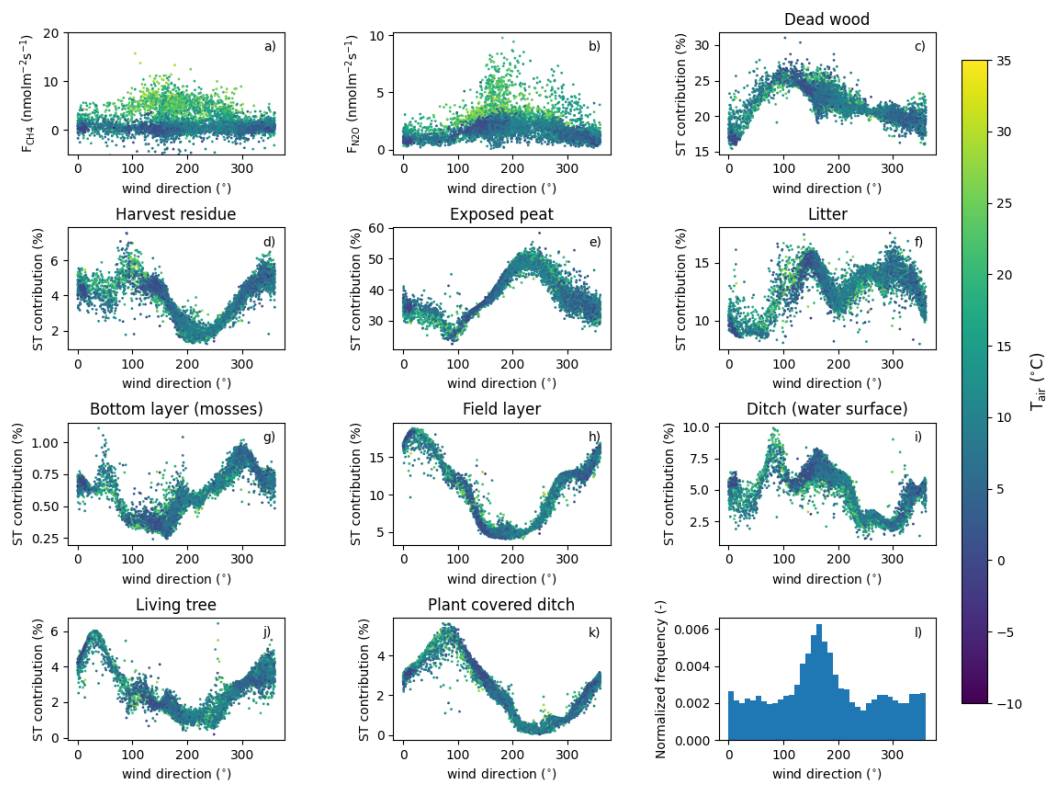 Dead wood
a)
b)
c)
20
10
0
F_CH4 (nmolm−2s−1)
0 100 200 300
wind direction (°)
10
5
0
F_N2O (nmolm−2s−1)
0 100 200 300
wind direction (°)
30
25
20
15
ST contribution (%)
0 100 200 300
wind direction (°)
Harvest residue
Exposed peat
Litter
d)
e)
f)
6
4
2
ST contribution (%)
0 100 200 300
wind direction (°)
60
50
40
30
ST contribution (%)
0 100 200 300
wind direction (°)
15
10
ST contribution (%)
0 100 200 300
wind direction (°)
Bottom layer (mosses)
Field layer
Ditch (water surface)
g)
h)
i)
1.00
0.75
0.50
0.25
ST contribution (%)
0 100 200 300
wind direction (°)
15
10
5
ST contribution (%)
0 100 200 300
wind direction (°)
10.0
7.5
5.0
2.5
ST contribution (%)
0 100 200 300
wind direction (°)
Living tree
Plant covered ditch
j)
k)
l)
6
4
2
0
ST contribution (%)
0 100 200 300
wind direction (°)
4
2
0
ST contribution (%)
0 100 200 300
wind direction (°)
0.006
0.004
0.002
0.000
Normalized frequency (-)
0 100 200 300
wind direction (°)
35
30
25
20
15
10
5
0
−5
−10
T_air (°C)